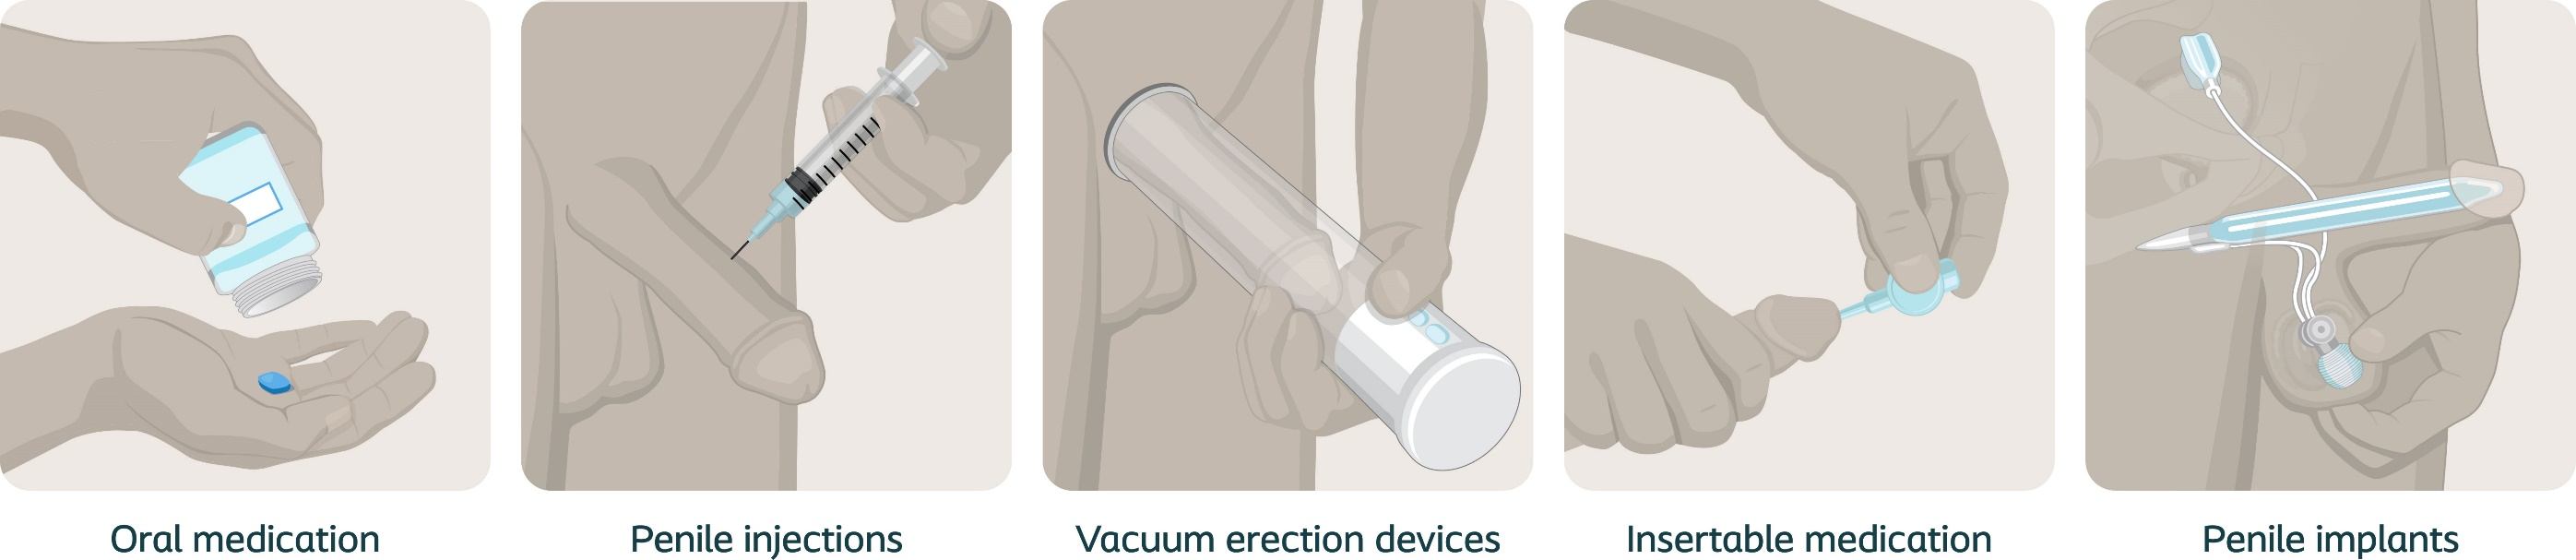 Oral medication
Penile injections
Vacuum erection devices
Insertable medication
Penile implants